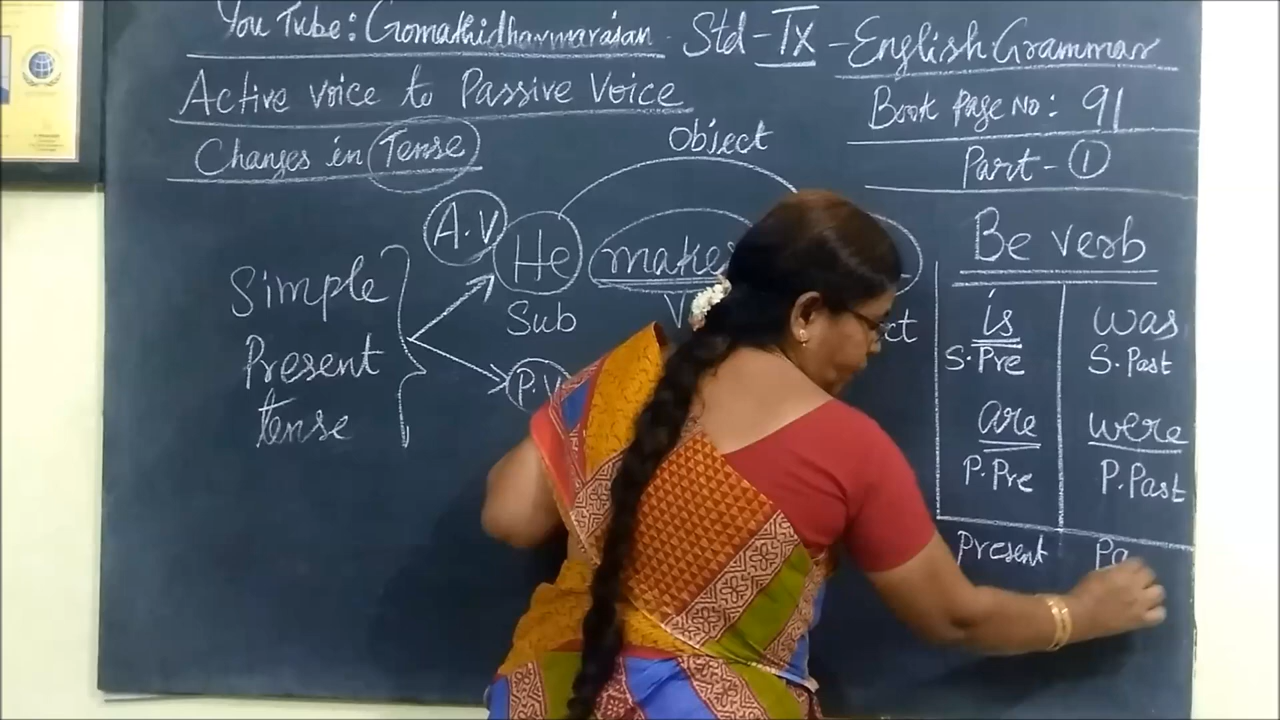 You Tube: Gomathidharmarasan
Std - IX - English Grammar
Active voice to Passive Voice
Book Page No: 91
Changes in Tense
Part - 1
Object
A.V
He
make
Sub
V
ct
Simple
Present
tense
P.V
Be verb
is
was
S.Pre
S.Past
are
were
P.Pre
P.Past
Present
Pa